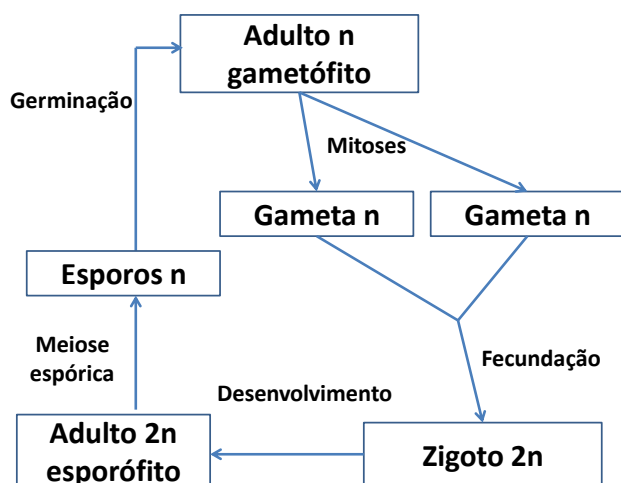 Adulto n
gametófito
Germinação
Mitoses
Gameta n
Gameta n
Esporos n
Meiose
espórica
Fecundação
Desenvolvimento
Adulto 2n
esporófito
Zigoto 2n